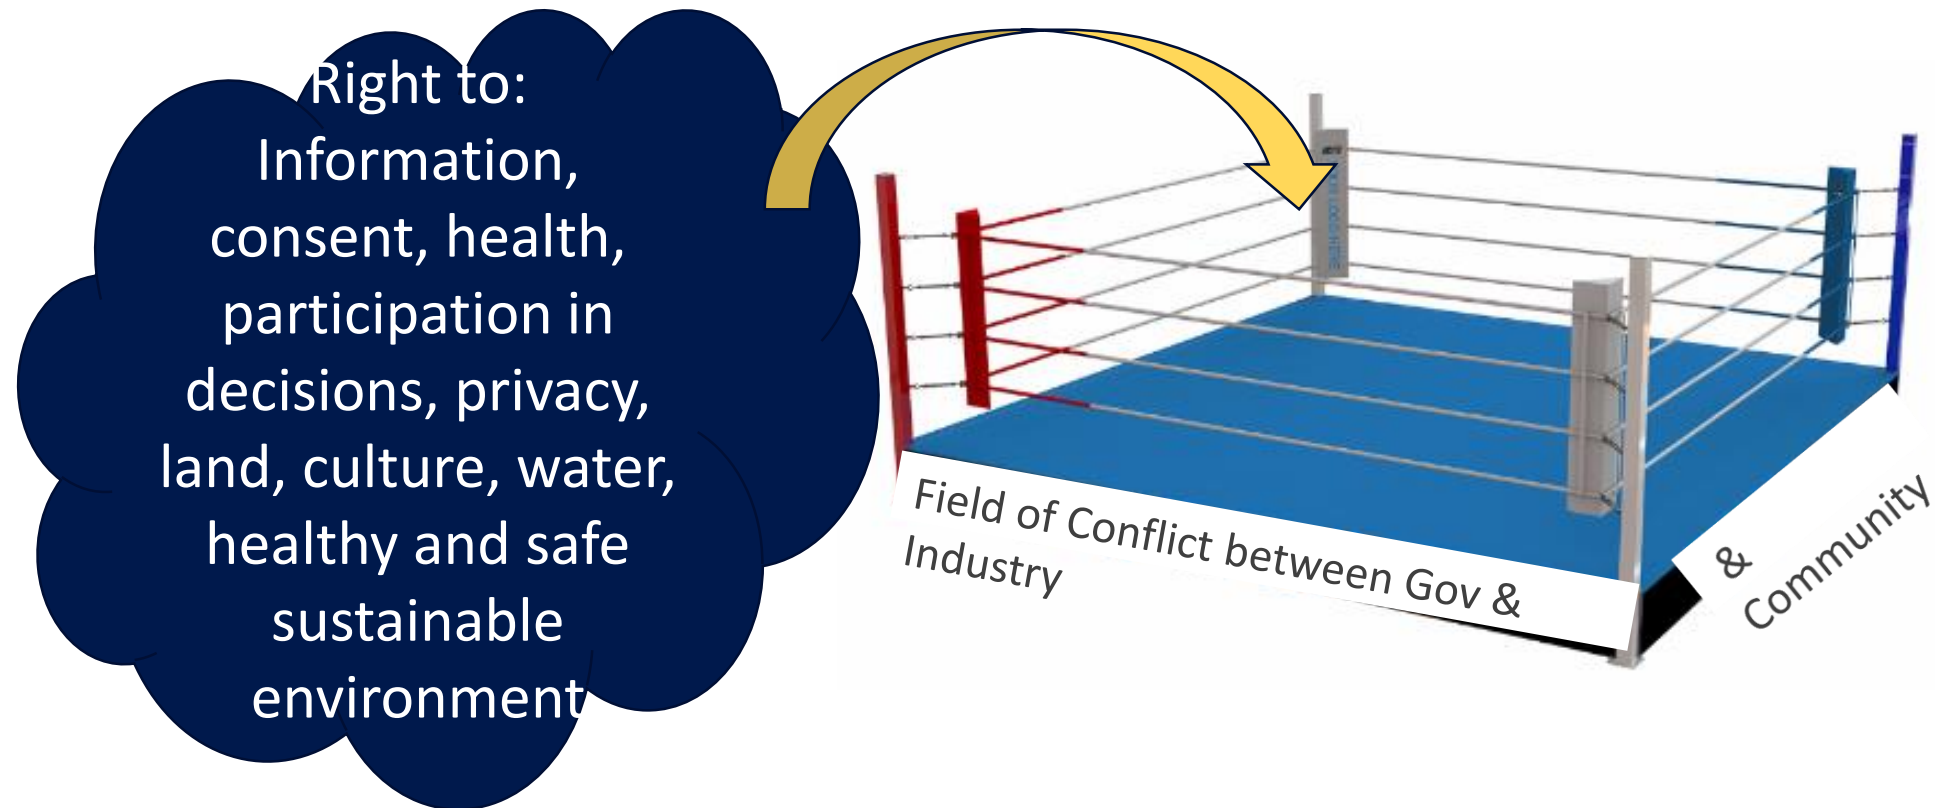 Right to:
Information,
consent, health,
participation in
decisions, privacy,
land, culture, water,
healthy and safe
sustainable
environment
Field of Conflict between Gov &
Industry
&
Community